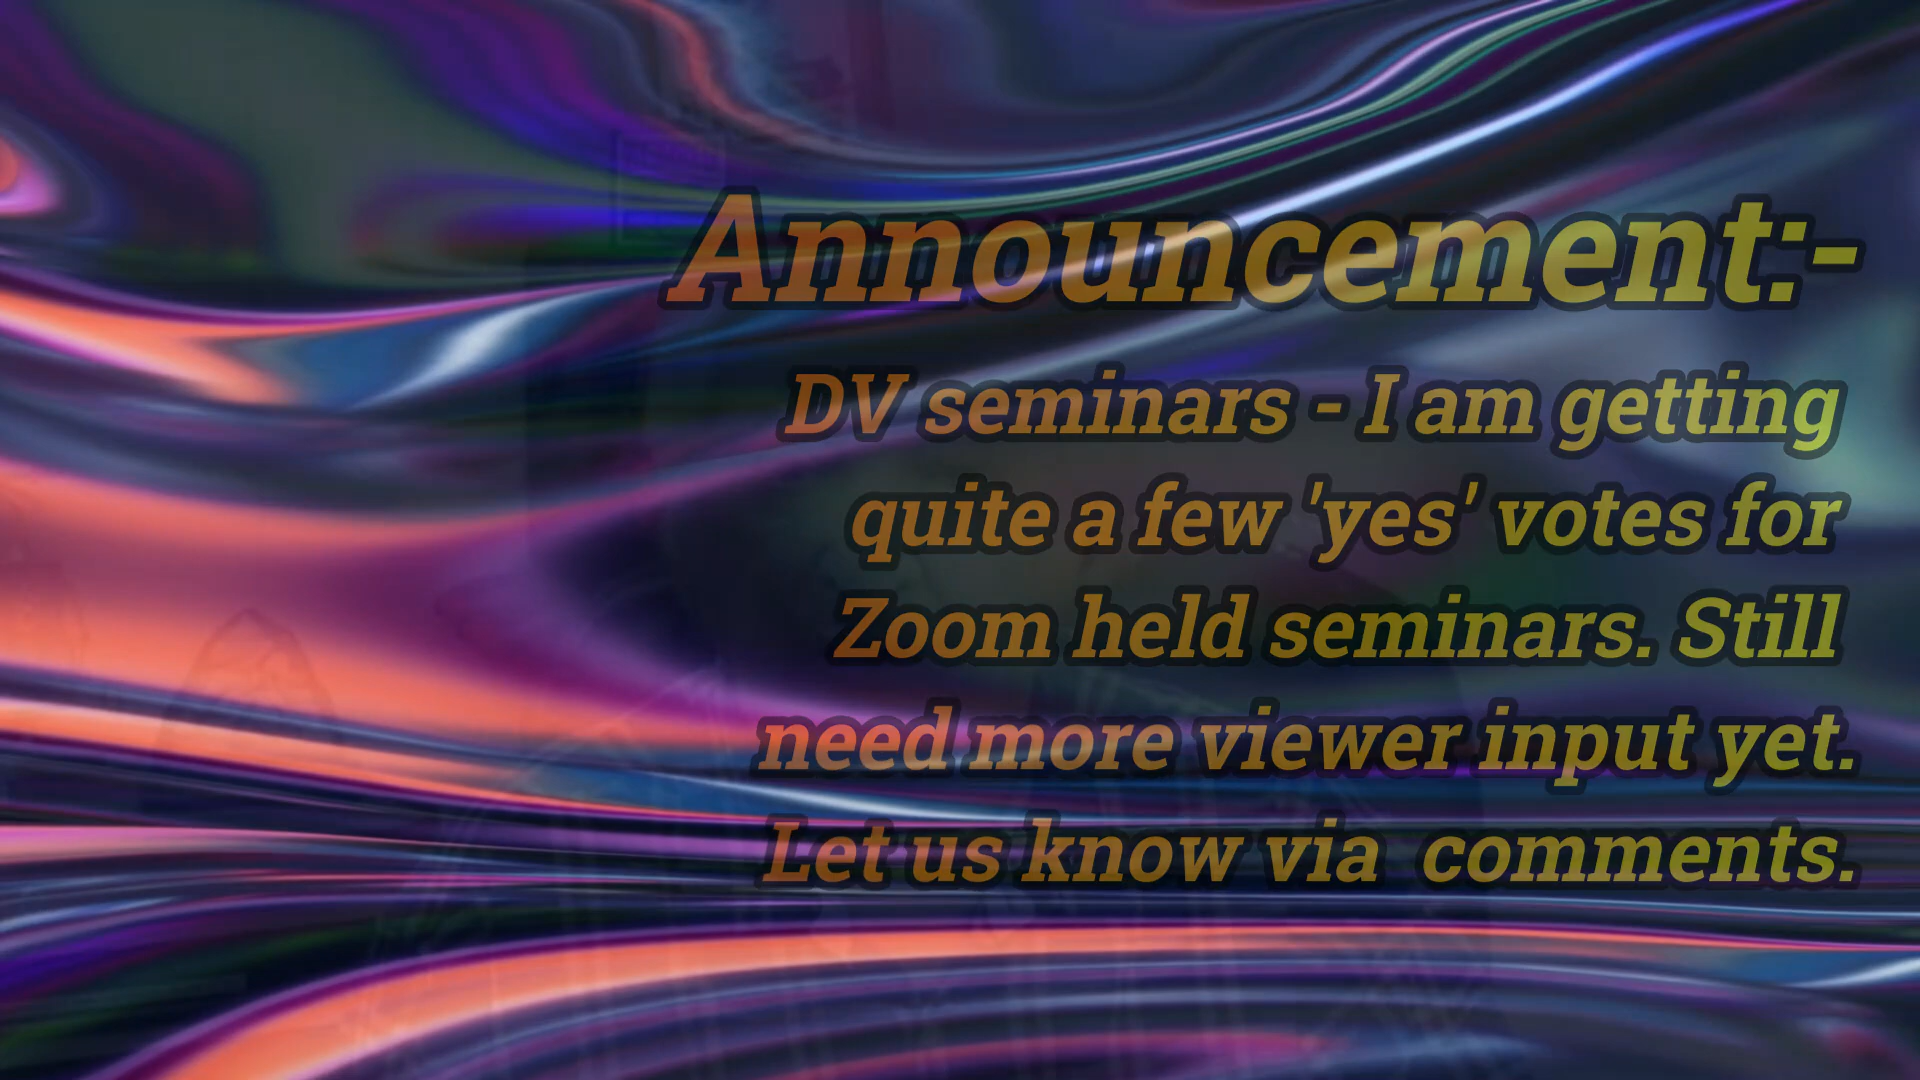 Announcement:-
DV seminars - I am getting
quite a few 'yes' votes for
Zoom held seminars. Still
need more viewer input yet.
Let us know via  comments.